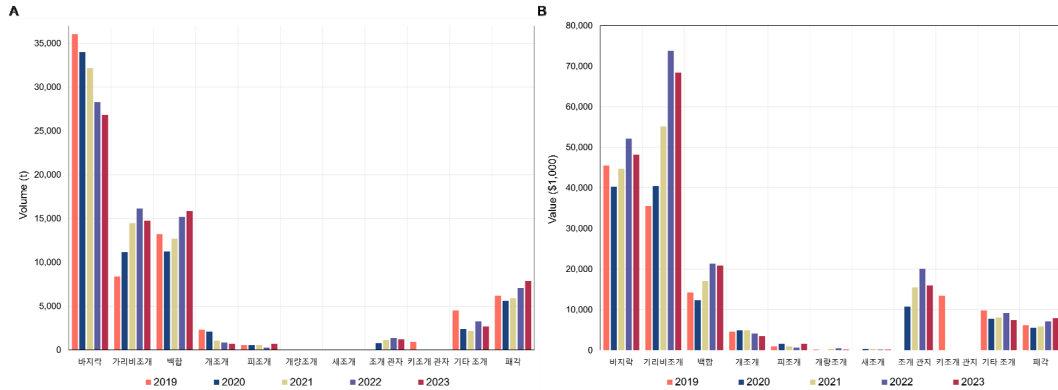 A
Volume (t)
35,000
30,000
25,000
20,000
15,000
10,000
5,000
0
바지락 가리비조개 백합 개조개 피조개 개량조개 새조개 조개 관자 키조개 관자 기타 조개 패각
2019 2020 2021 2022 2023
B
Value ($1,000)
80,000
70,000
60,000
50,000
40,000
30,000
20,000
10,000
0
바지락 가리비조개 백합 개조개 피조개 개량조개 새조개 조개 관자 키조개 관자 기타 조개 패각
2019 2020 2021 2022 2023